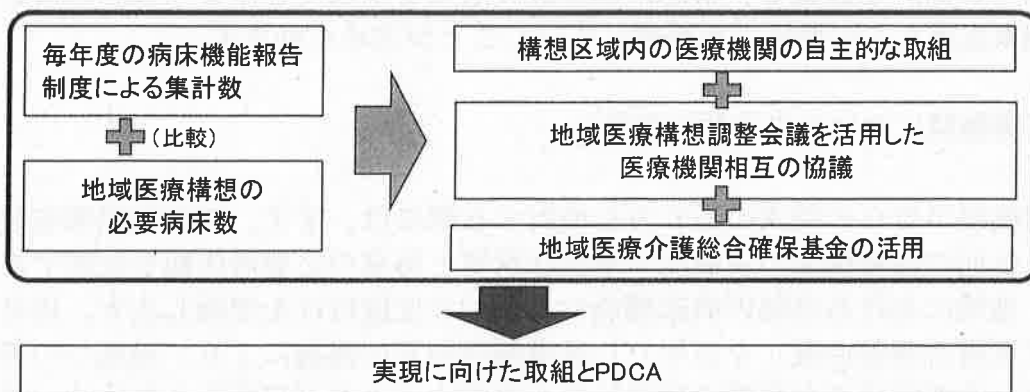 毎年度の病床機能報告
制度による集計数
(比較)
地域医療構想の
必要病床数
構想区域内の医療機関の自主的な取組
地域医療構想調整会議を活用した
医療機関相互の協議
地域医療介護総合確保基金の活用
実現に向けた取組とPDCA